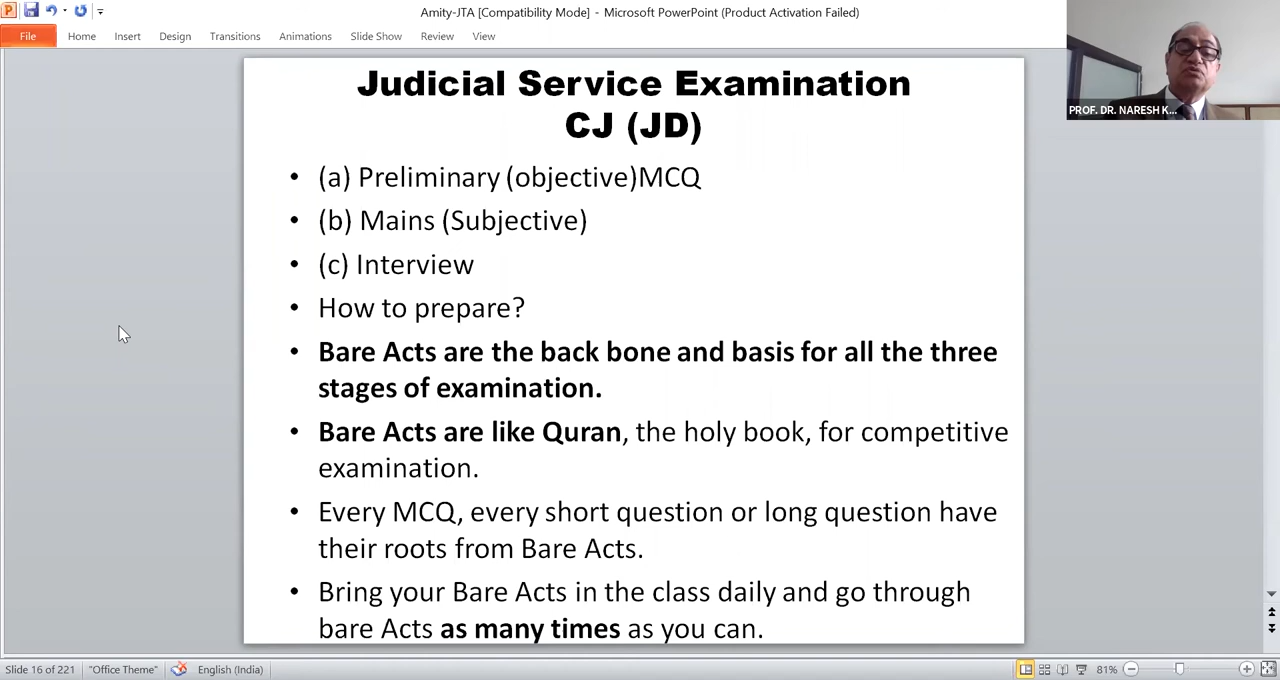 Amity-JTA [Compatibility Mode] - Microsoft PowerPoint (Product Activation Failed)
File Home Insert Design Transitions Animations Slide Show Review View
PROF. DR. NARESH K...
Judicial Service Examination
CJ (JD)
• (a) Preliminary (objective)MCQ
• (b) Mains (Subjective)
• (c) Interview
• How to prepare?
• Bare Acts are the back bone and basis for all the three
stages of examination.
• Bare Acts are like Quran, the holy book, for competitive
examination.
• Every MCQ, every short question or long question have
their roots from Bare Acts.
• Bring your Bare Acts in the class daily and go through
bare Acts as many times as you can.
Slide 16 of 221 "Office Theme" English (India) 81%